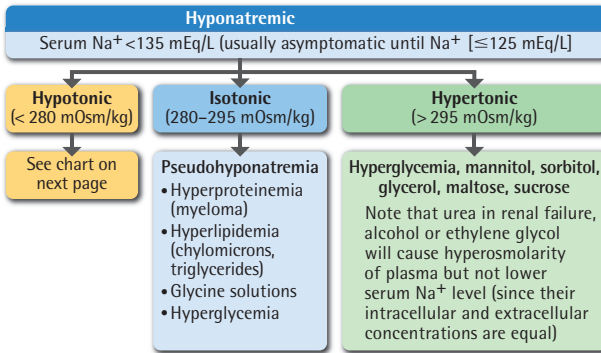 Hyponatremic
Serum Na+ <135 mEq/L (usually asymptomatic until Na+ [≤125 mEq/L]
Hypotonic
(< 280 mOsm/kg)
See chart on
next page
Isotonic
(280–295 mOsm/kg)
Pseudohyponatremia
• Hyperproteinemia
(myeloma)
• Hyperlipidemia
(chylomicrons,
triglycerides)
• Glycine solutions
• Hyperglycemia
Hypertonic
(> 295 mOsm/kg)
Hyperglycemia, mannitol, sorbitol,
glycerol, maltose, sucrose
Note that urea in renal failure,
alcohol or ethylene glycol
will cause hyperosmolarity
of plasma but not lower
serum Na+ level (since their
intracellular and extracellular
concentrations are equal)